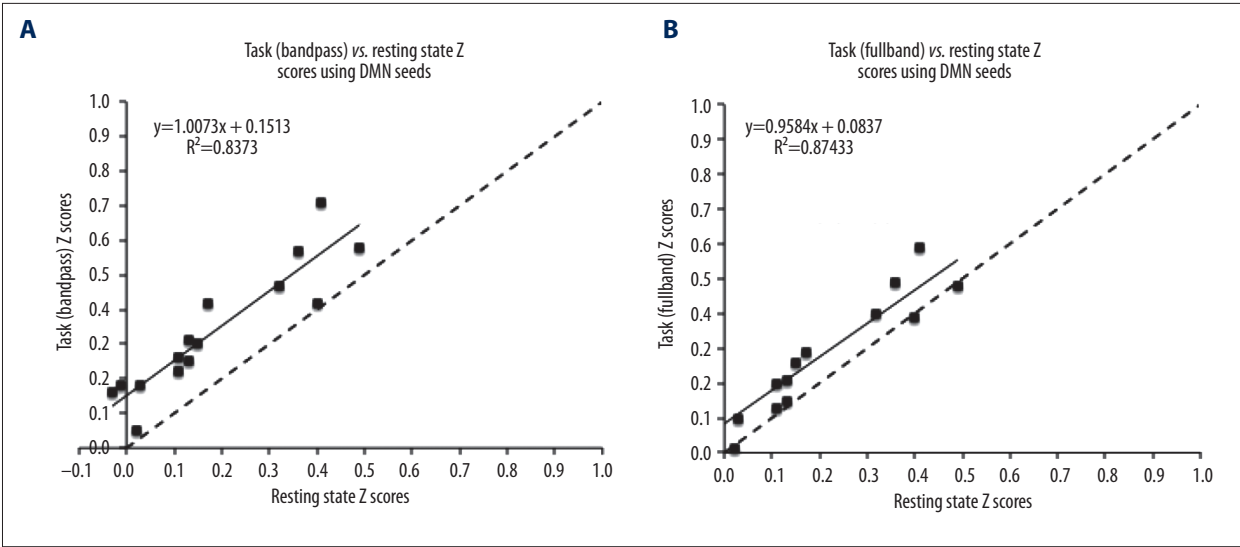 A
Task (bandpass) vs. resting state Z
scores using DMN seeds
y=1.0073x + 0.1513
R²=0.8373
1.0
0.9
0.8
0.7
0.6
0.5
0.4
0.2
0.2
0.1
0.0
Task (bandpass) Z scores
–0.1 0.0 0.1 0.2 0.3 0.4 0.5 0.6 0.7 0.8 0.9 1.0
Resting state Z scores
B
Task (fullband) vs. resting state Z
scores using DMN seeds
y=0.9584x + 0.0837
R²=0.87433
1.0
0.9
0.8
0.7
0.6
0.5
0.4
0.2
0.2
0.1
0.0
Task (fullband) Z scores
0.0 0.1 0.2 0.3 0.4 0.5 0.6 0.7 0.8 0.9 1.0
Resting state Z scores